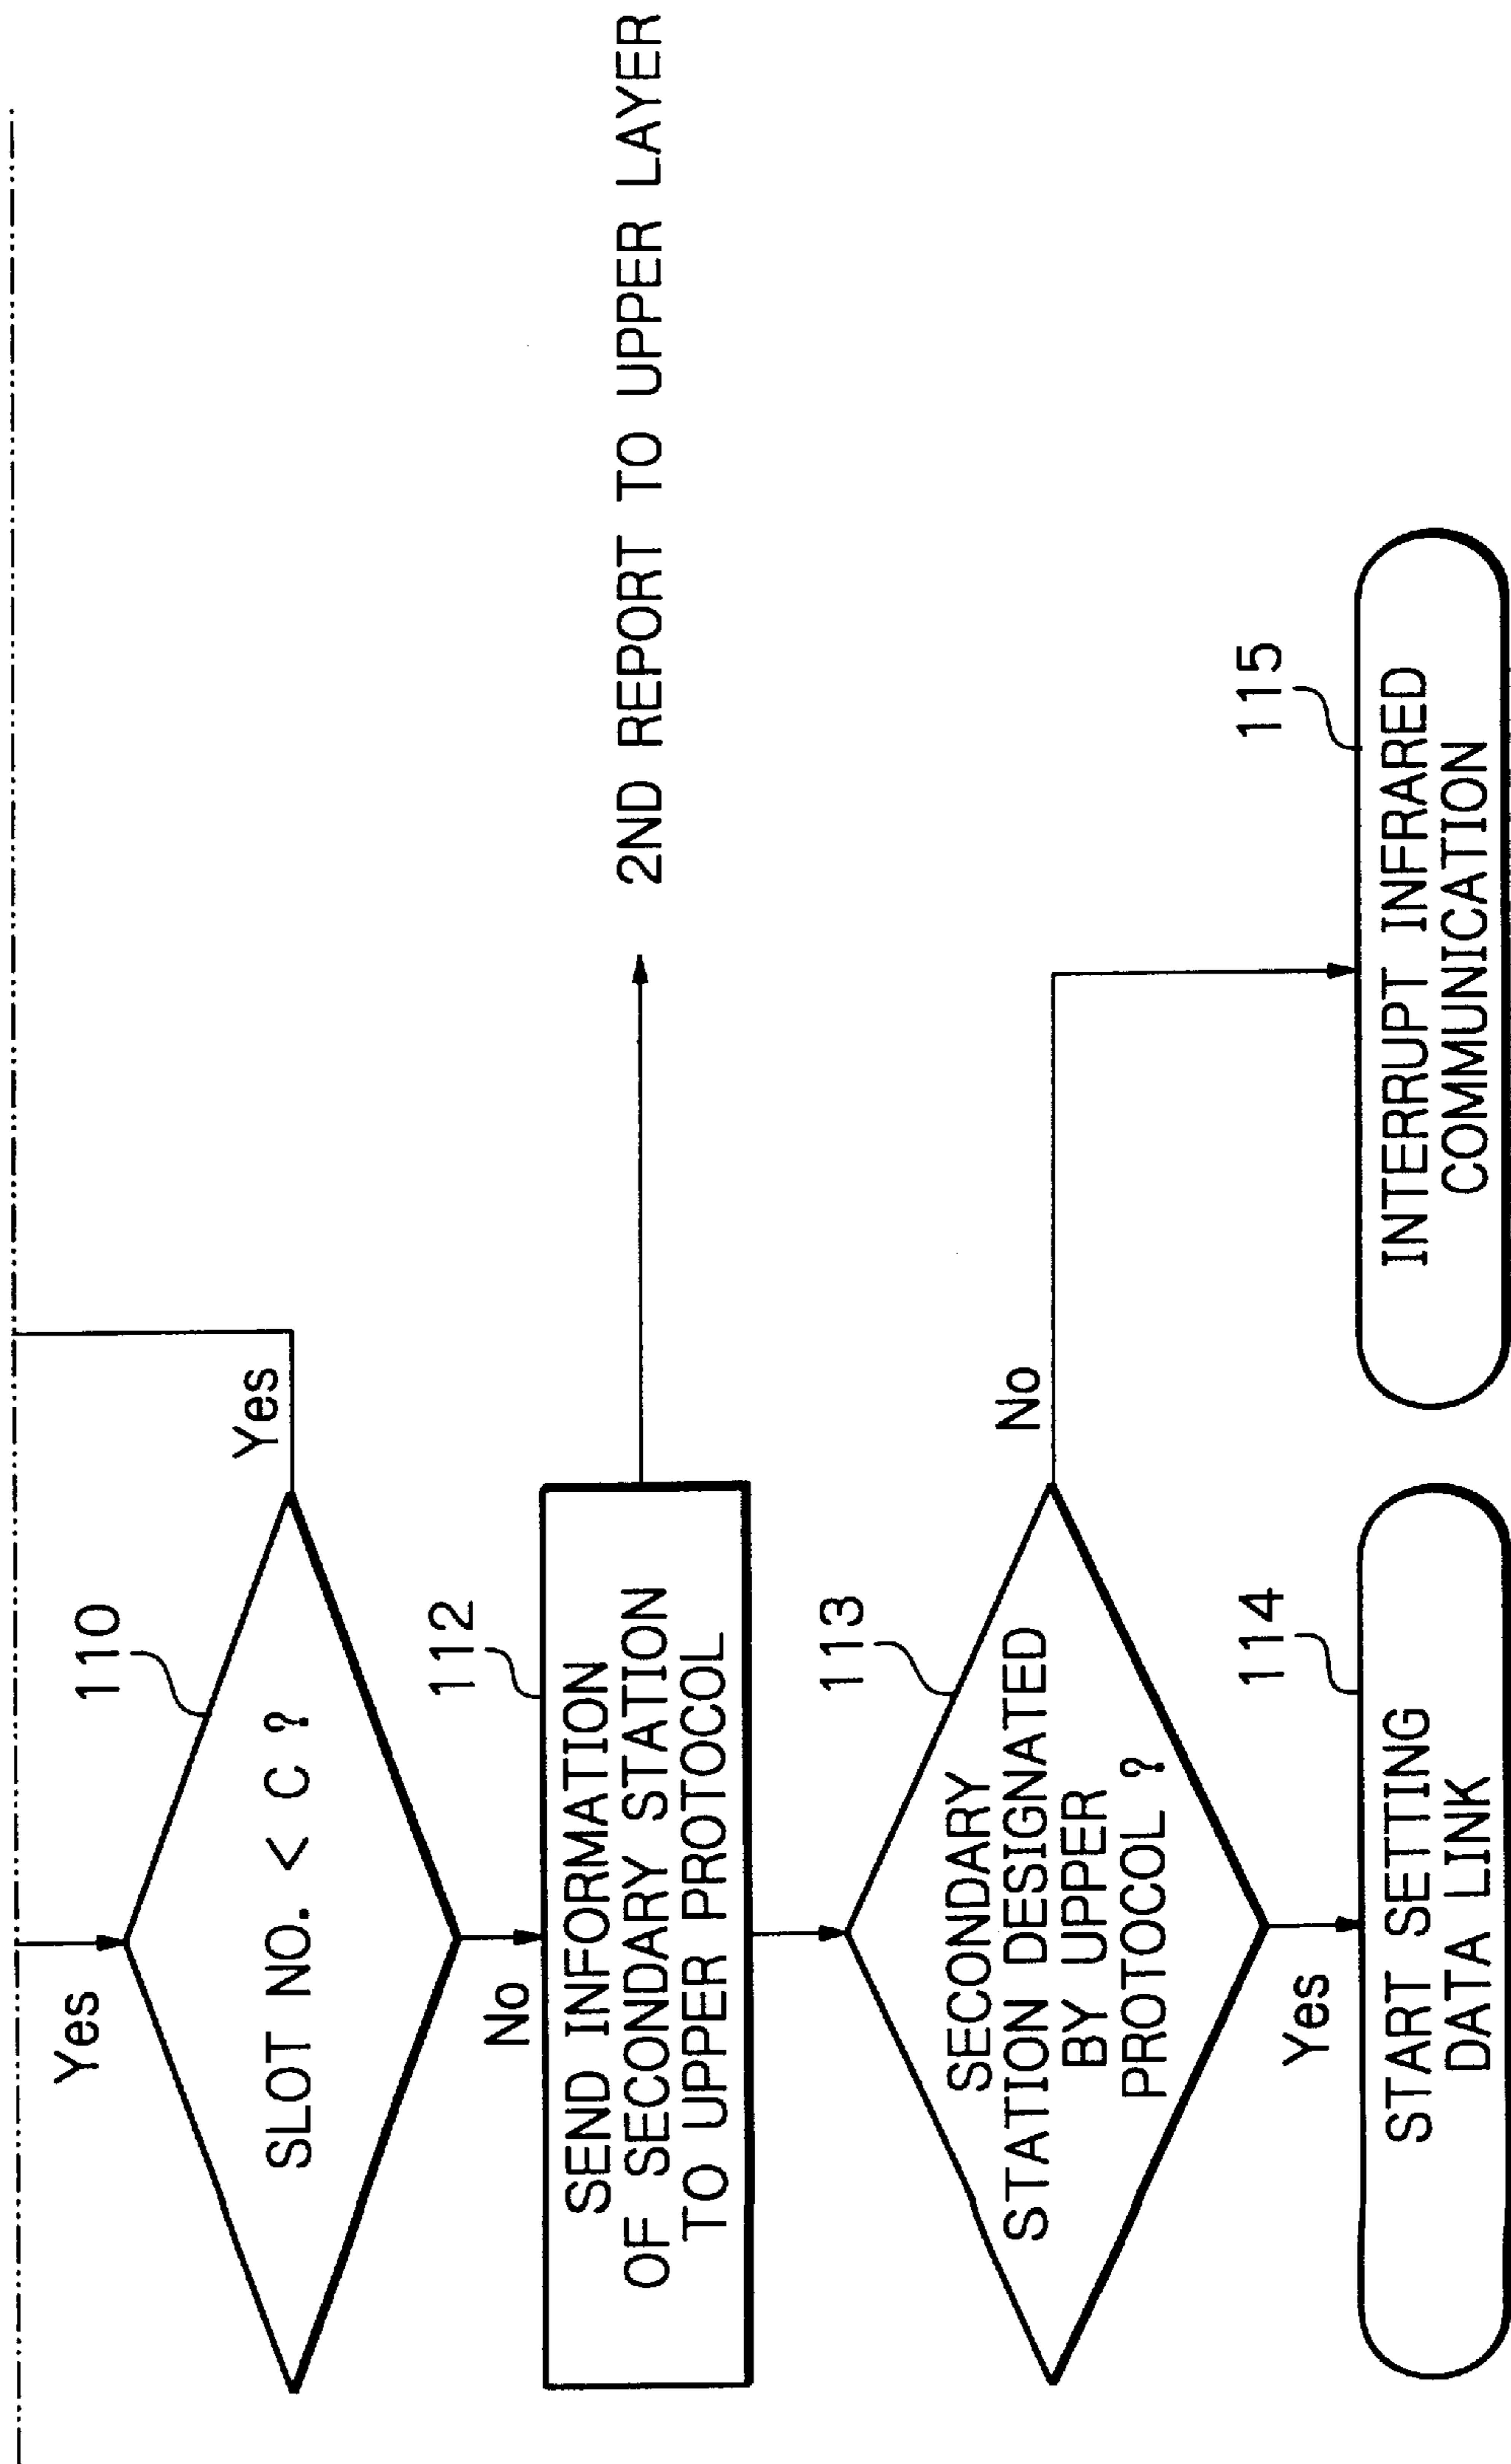 Yes
110
SLOT NO. < C ?
Yes
No
112
SEND INFORMATION
OF SECONDARY STATION
TO UPPER PROTOCOL
2ND REPORT TO UPPER LAYER
113
SECONDARY
STATION DESIGNATED
BY UPPER
PROTOCOL ?
No
Yes
114
START SETTING
DATA LINK
115
INTERRUPT INFRARED
COMMUNICATION